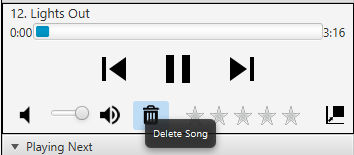 12. Lights Out
0:00
3:16
Delete Song
Playing Next